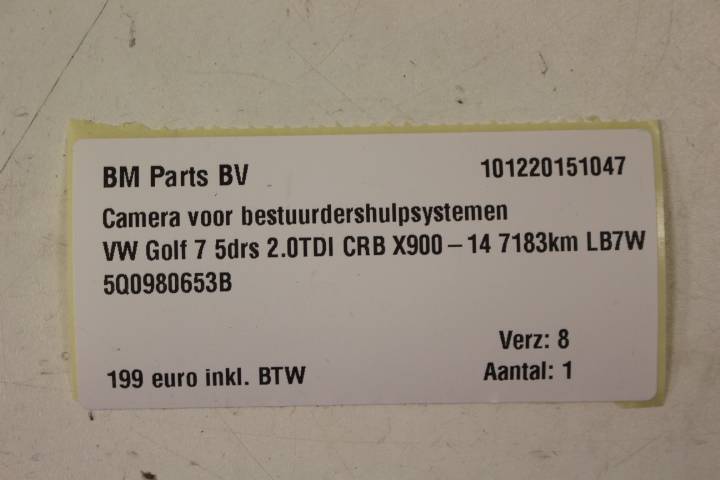 BM Parts BV 101220151047
Camera voor bestuurdershulpsystemen
VW Golf 7 5drs 2.0TDI CRB X900 – 14 7183km LB7W
5Q0980653B
Verz: 8
199 euro inkl. BTW Aantal: 1